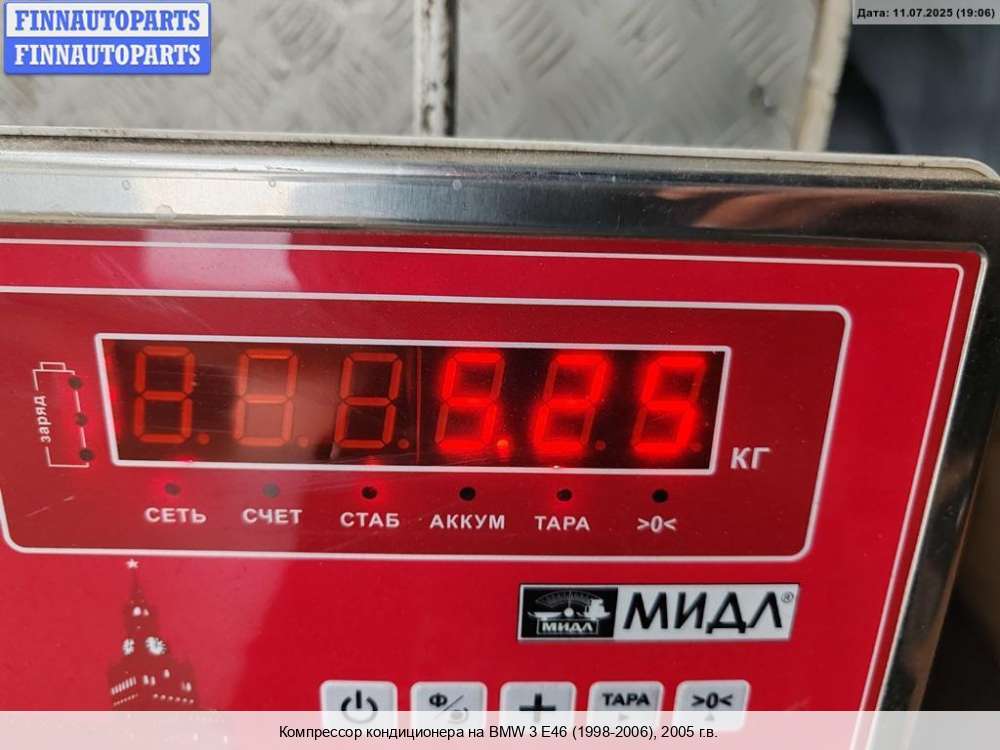 FINNAUTOPARTS
FINNAUTOPARTS
Дата: 11.07.2025 (19:06)
заряд
5.25
КГ
СЕТЬ СЧЕТ СТАБ АККУМ ТАРА >0<
МИДЛ
МИДЛ®
Ф/
+
ТАРА
>0<
Компрессор кондиционера на BMW 3 E46 (1998-2006), 2005 г.в.